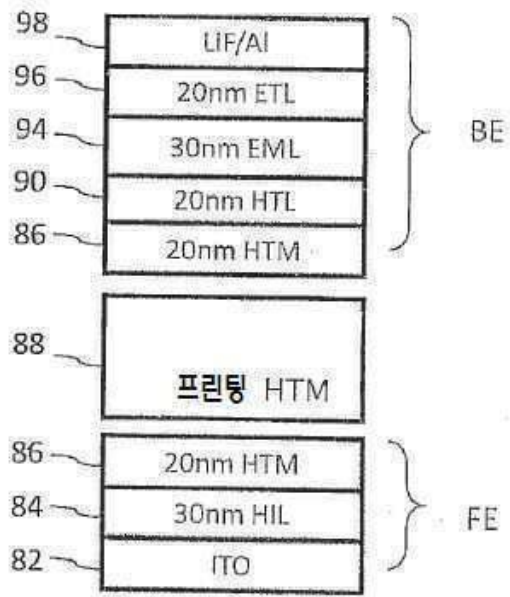 98 LiF/Al
96 20nm ETL
94 30nm EML
BE
90 20nm HTL
86 20nm HTM
88 프린팅 HTM
86 20nm HTM
84 30nm HIL
FE
82 ITO